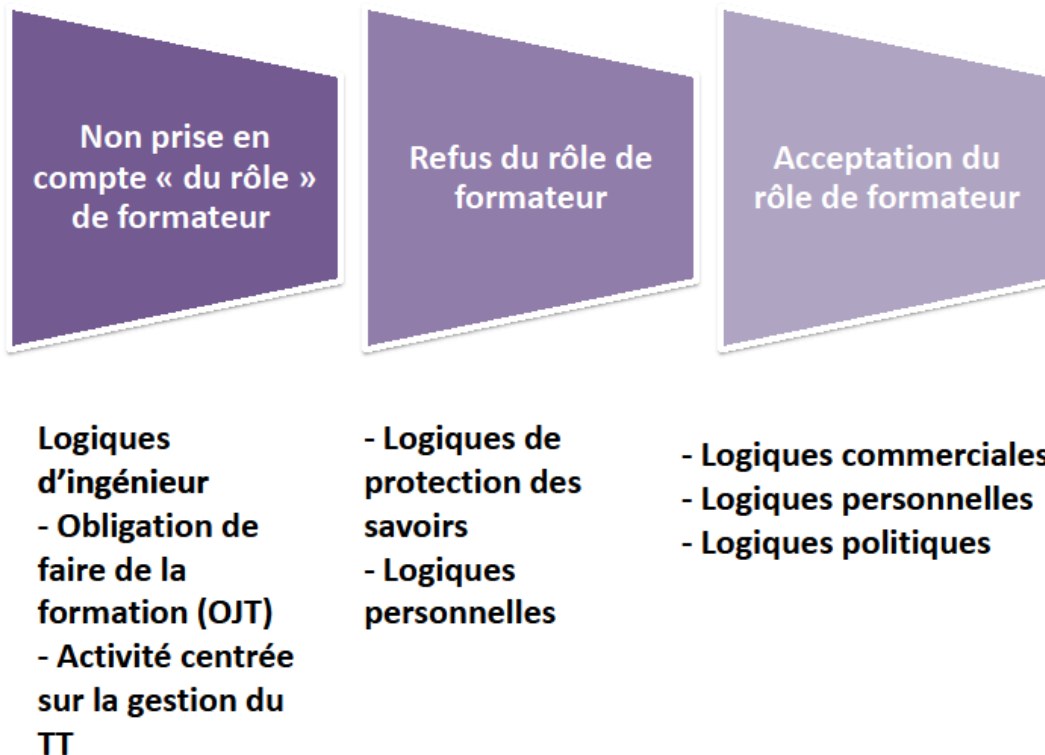 Non prise en
compte « du rôle »
de formateur
Refus du rôle de
formateur
Acceptation du
rôle de formateur
Logiques
d’ingénieur
- Obligation de
faire de la
formation (OJT)
- Activité centrée
sur la gestion du
TT
- Logiques de
protection des
savoirs
- Logiques
personnelles
- Logiques commerciales
- Logiques personnelles
- Logiques politiques